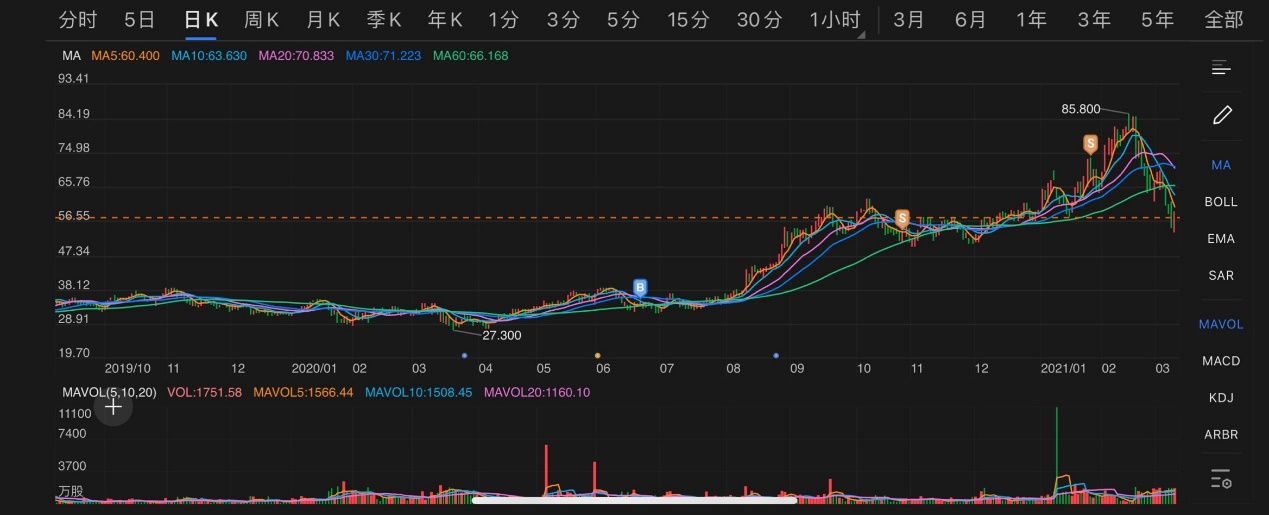 分时 5日 日K 周K 月K 季K 年K 1分 3分 5分 15分 30分 1小时 3月 6月 1年 3年 5年 全部
MA MA5:60.400 MA10:63.630 MA20:70.833 MA30:71.223 MA60:66.168
93.41
84.19
85.800
74.98
S
MA
65.76
BOLL
56.55
S
EMA
47.34
SAR
38.12
B
28.91
MAVOL
27.300
19.70
MACD
2019/10 11 12 2020/01 02 03 04 05 06 07 08 09 10 11 12 2021/01 02 03
MAVOL(5,10,20) VOL:1751.58 MAVOL5:1566.44 MAVOL10:1508.45 MAVOL20:1160.10
KDJ
11100
7400
ARBR
3700
万股